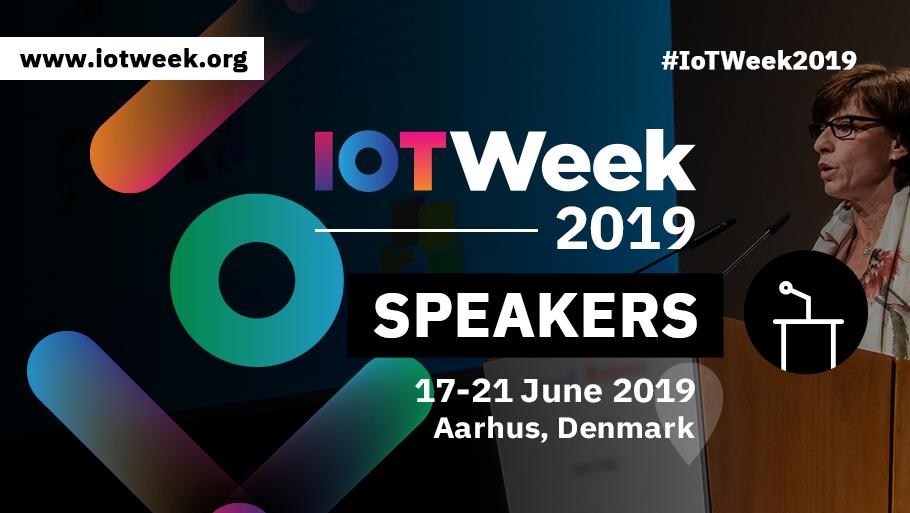 www.iotweek.org
#IoTWeek2019
IOTWeek
2019
SPEAKERS
17-21 June 2019
Aarhus, Denmark